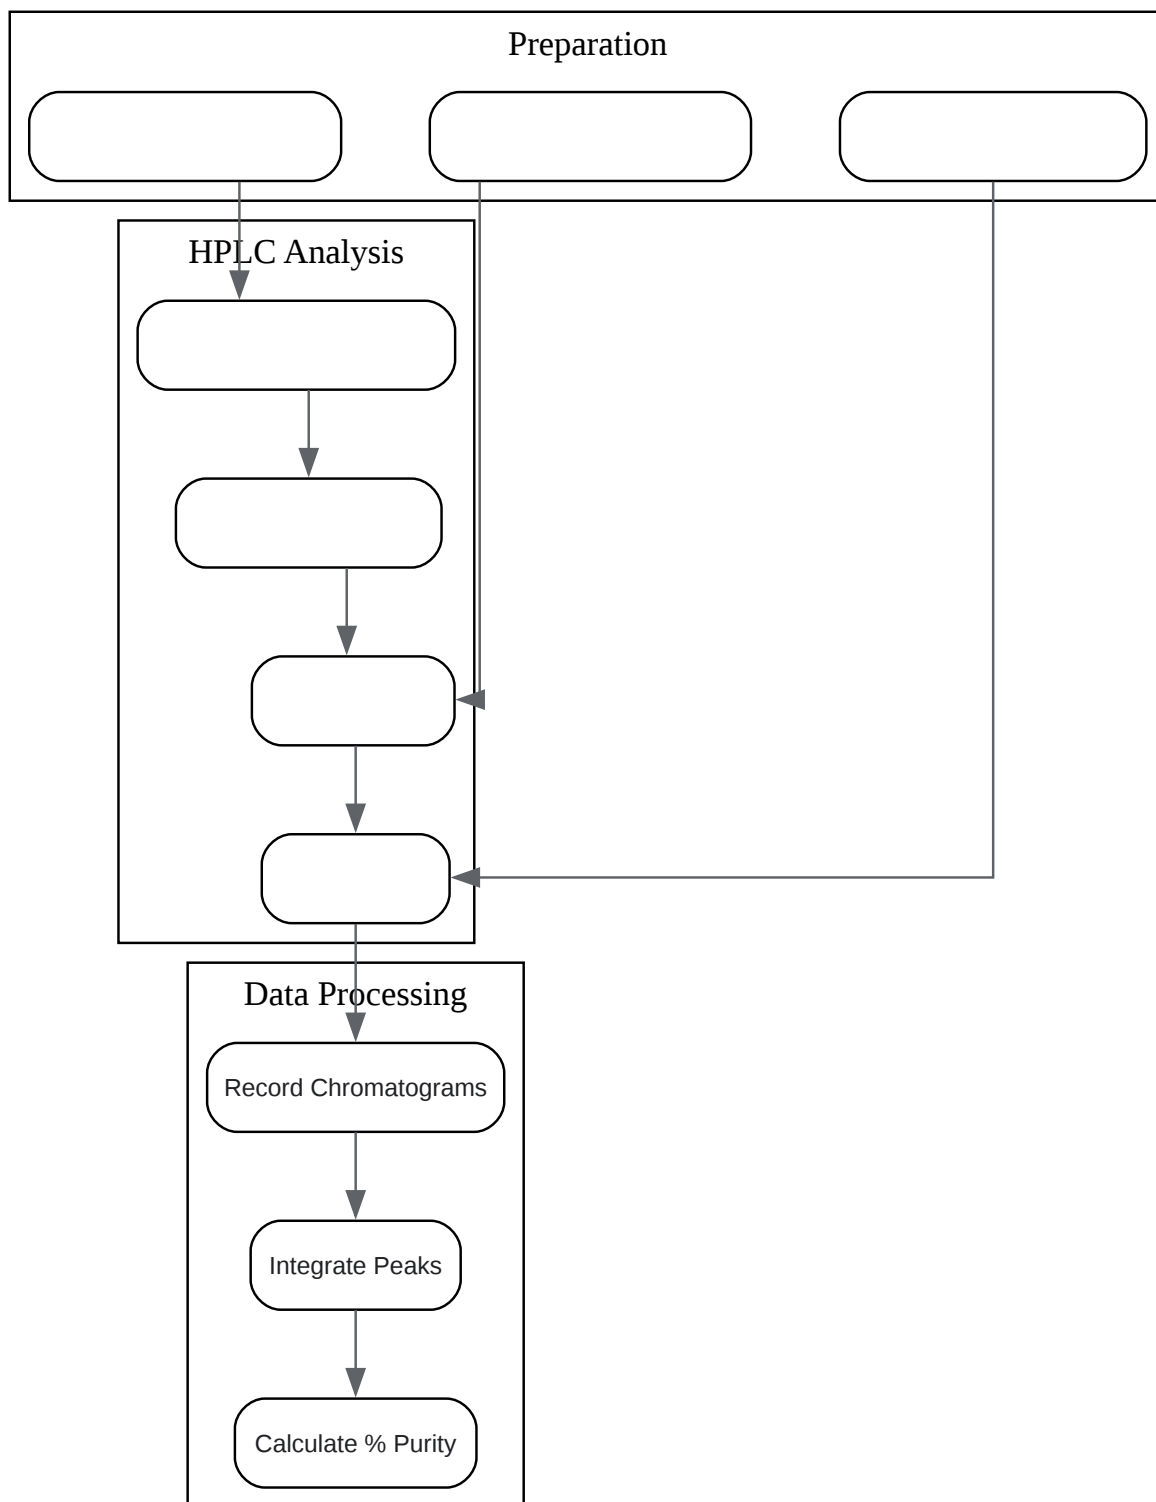 Preparation
HPLC Analysis
Data Processing
Record Chromatograms
Integrate Peaks
Calculate % Purity